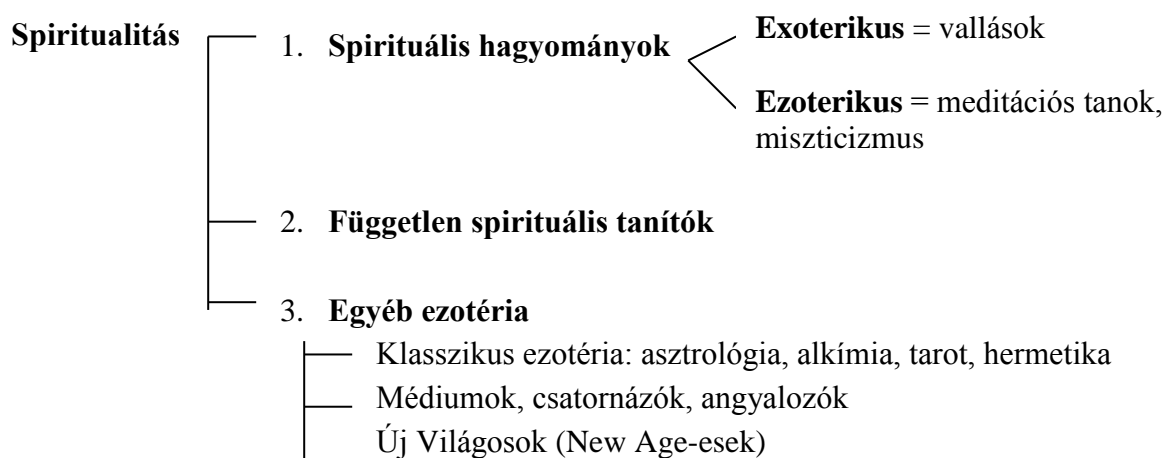 Spiritualitás
1. Spirituális hagyományok
Exoterikus = vallások
Ezoterikus = meditációs tanok,
miszticizmus
2. Független spirituális tanítók
3. Egyéb ezotéria
Klasszikus ezotéria: asztrológia, alkímia, tarot, hermetika
Médiumok, csatornázók, angyalozók
Új Világosok (New Age-esek)